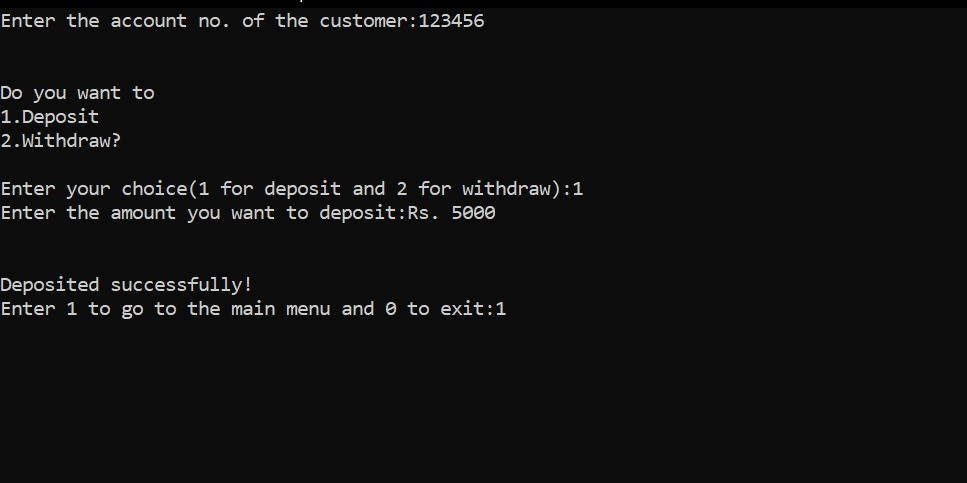 Enter the account no. of the customer:123456
Do you want to
1.Deposit
2.Withdraw?
Enter your choice(1 for deposit and 2 for withdraw):1
Enter the amount you want to deposit:Rs. 5000
Deposited successfully!
Enter 1 to go to the main menu and 0 to exit:1